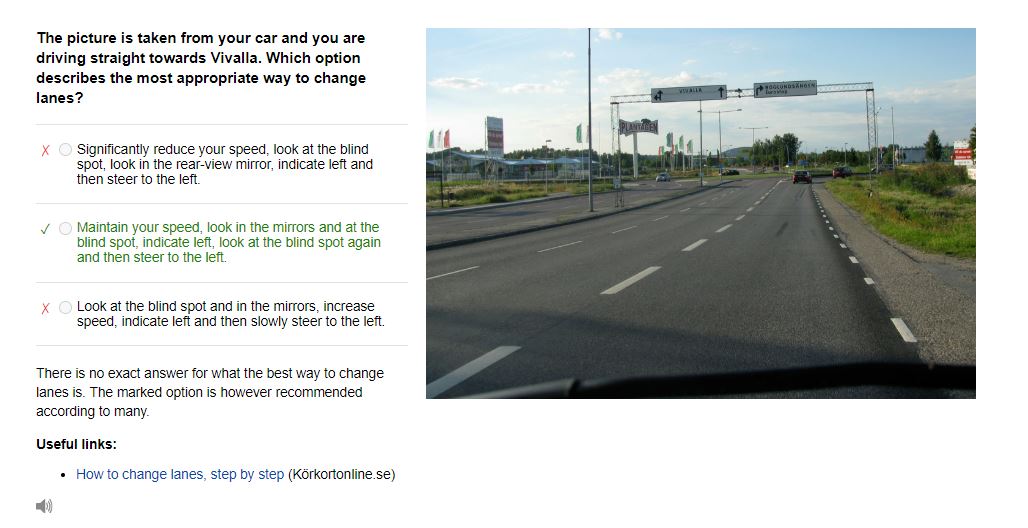 The picture is taken from your car and you are
driving straight towards Vivalla. Which option
describes the most appropriate way to change
lanes?
Significantly reduce your speed, look at the blind
spot, look in the rear-view mirror, indicate left and
then steer to the left.
Maintain your speed, look in the mirrors and at the
blind spot, indicate left, look at the blind spot again
and then steer to the left.
Look at the blind spot and in the mirrors, increase
speed, indicate left and then slowly steer to the left.
There is no exact answer for what the best way to change
lanes is. The marked option is however recommended
according to many.
Useful links:
• How to change lanes, step by step (Körkortonline.se)
VIVALLA
BOGLUNDSÄNGEN
Eurostop
PLANTAGEN